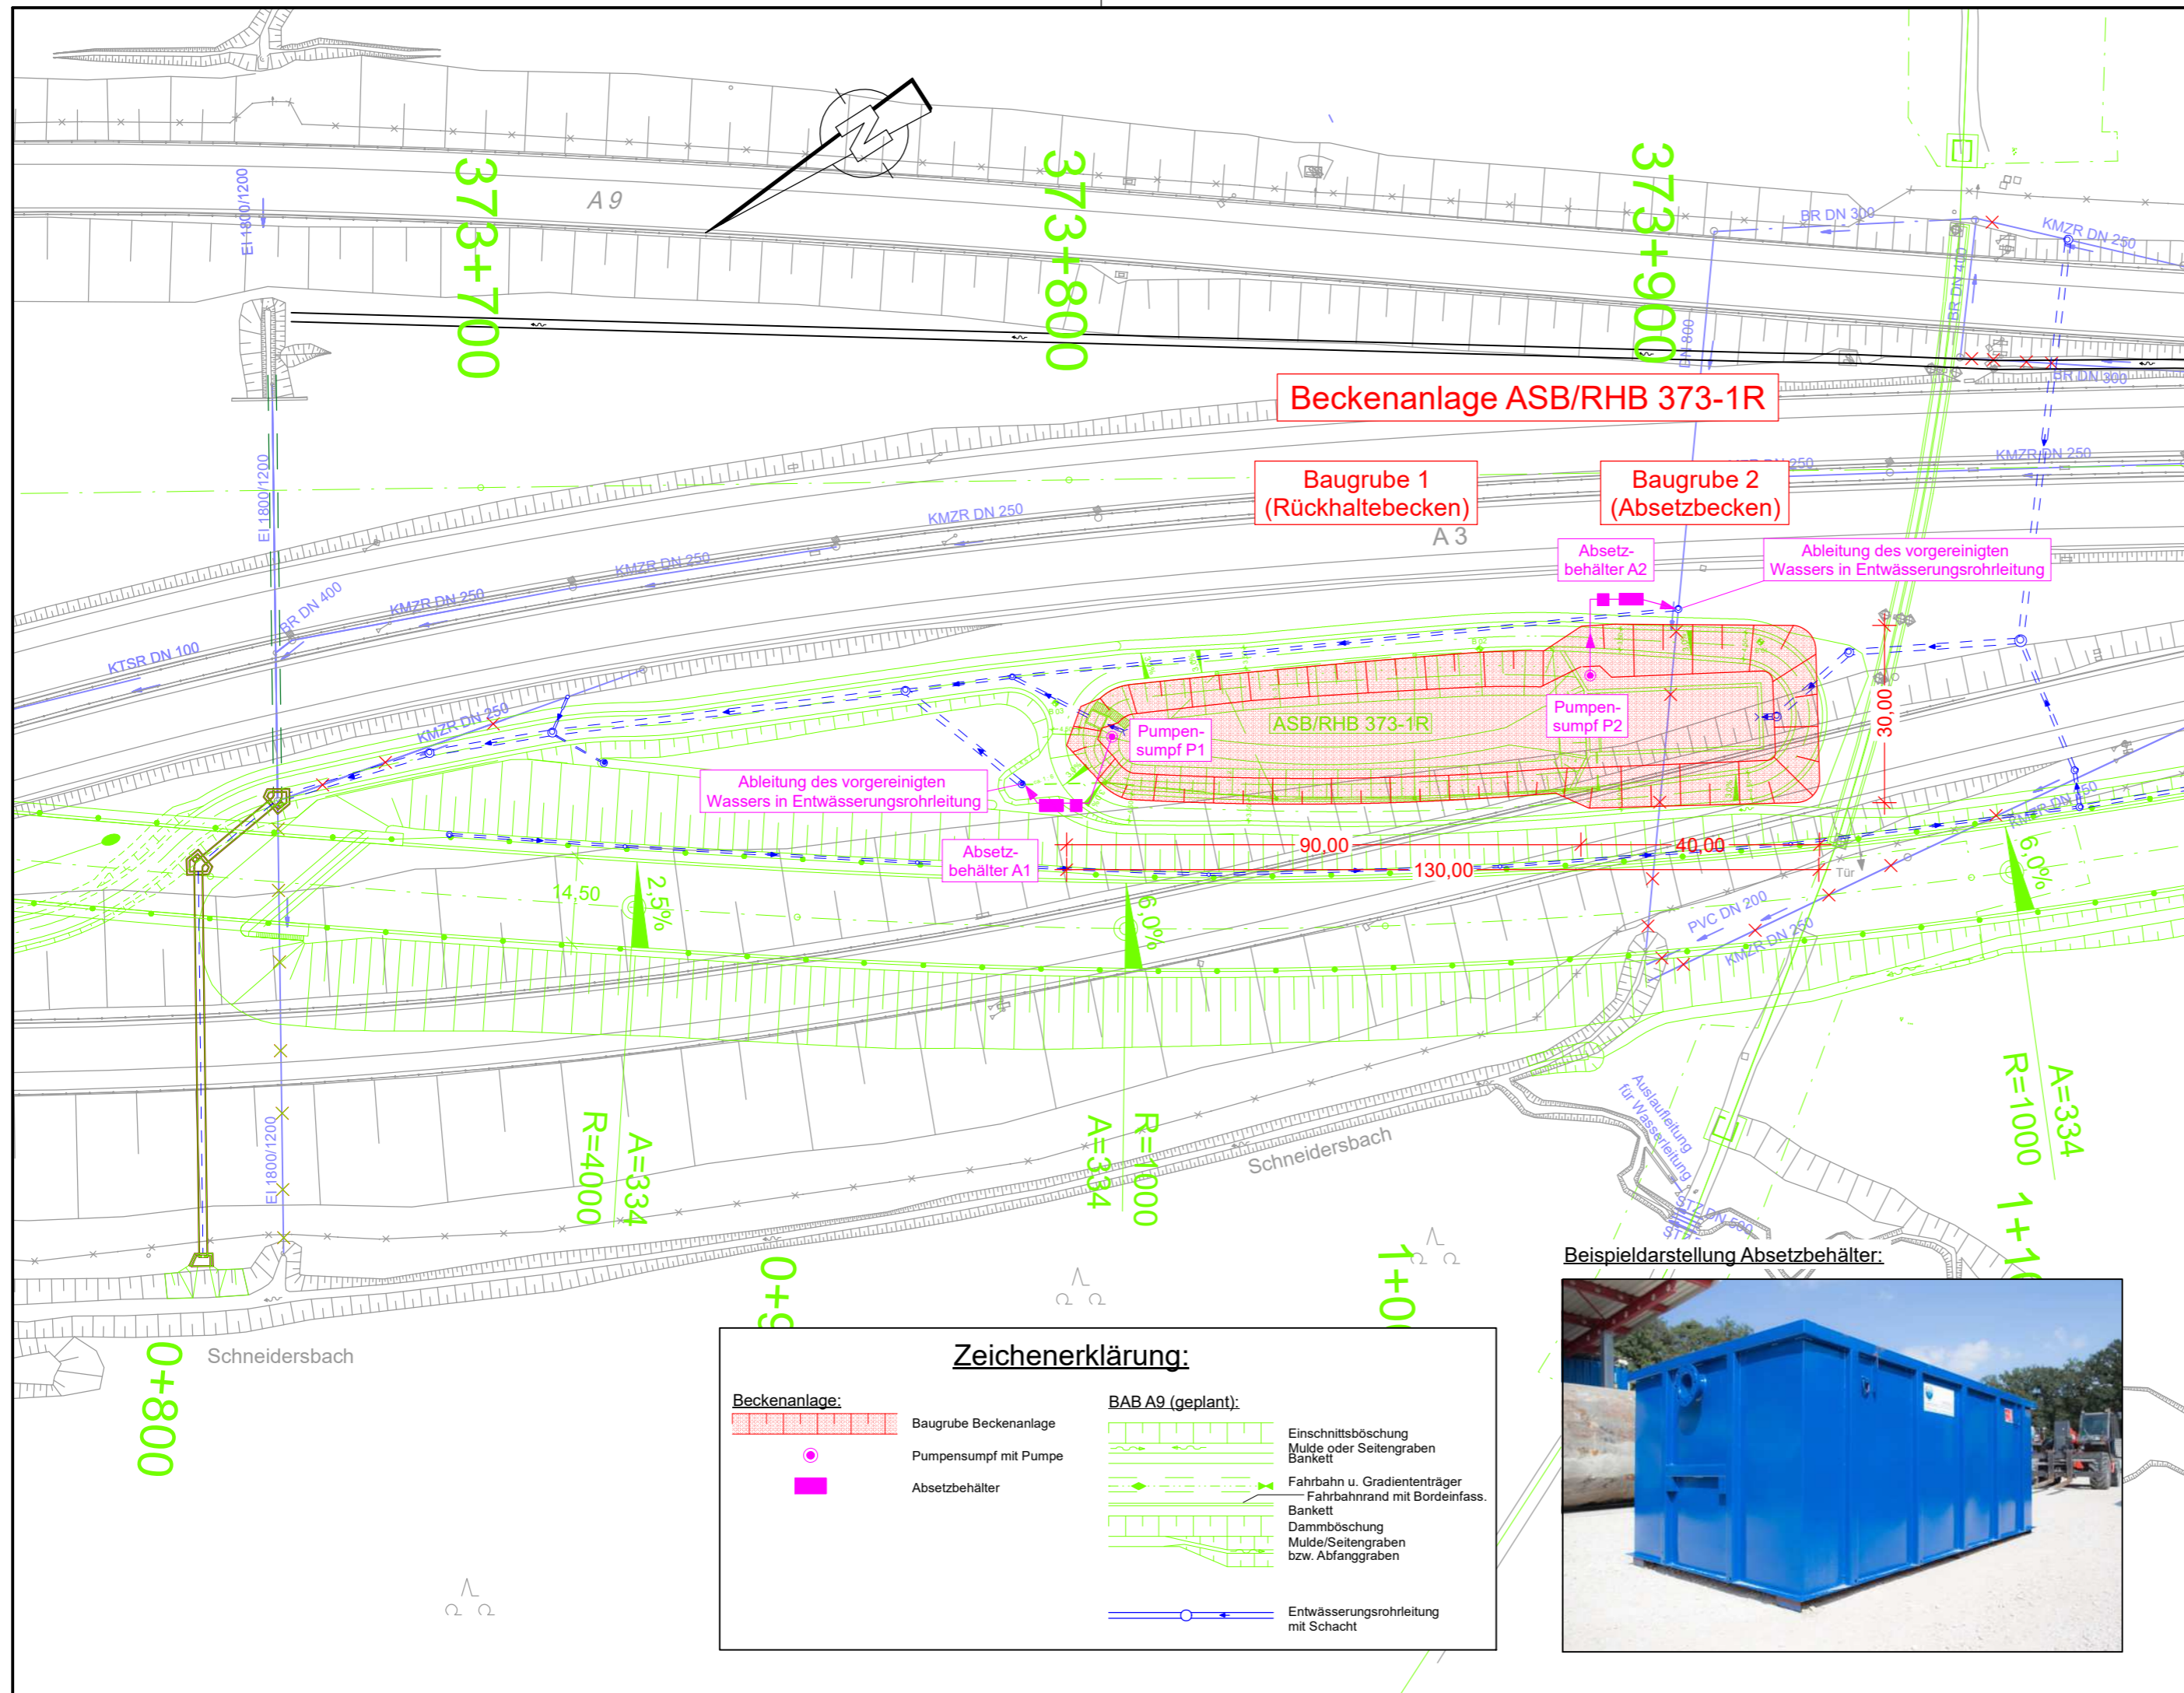 A 9
EI 1800/1200
373+700
373+800
373+900
BR DN 300
KMZR DN 250
BR DN 400
DN 800
BR DN 300
Beckenanlage ASB/RHB 373-1R
Baugrube 1
(Rückhaltebecken)
Baugrube 2
(Absetzbecken)
KMZR DN 250
EI 1800/1200
KMZR DN 250
A 3
KMZR DN 250
KMZR DN 250
BR DN 400
KTSR DN 100
Absetz-
behälter A2
Ableitung des vorgereinigten
Wassers in Entwässerungsrohrleitung
KMZR DN 250
Pumpen-
sumpf P1
ASB/RHB 373-1R
Pumpen-
sumpf P2
30,00
Ableitung des vorgereinigten
Wassers in Entwässerungsrohrleitung
KMZR DN 250
Absetz-
behälter A1
90,00
40,00
130,00
Tür
14,50
2,5%
6,0%
6,0%
PVC DN 200
KMZR DN 250
Auslaufleitung
für Wasserleitung
STZ DN 500
EI 1800/1200
R=4000
A=334
A=334
R=1000
R=1000
A=334
Schneidersbach
Schneidersbach
0+800
Beispieldarstellung Absetzbehälter:
Zeichenerklärung:
Beckenanlage:
Baugrube Beckenanlage
Pumpensumpf mit Pumpe
Absetzbehälter
BAB A9 (geplant):
Einschnittsböschung
Mulde oder Seitengraben
Bankett
Fahrbahn u. Gradiententräger
Fahrbahnrand mit Bordeinfass.
Bankett
Dammböschung
Mulde/Seitengraben
bzw. Abfanggraben
Entwässerungsrohrleitung
mit Schacht